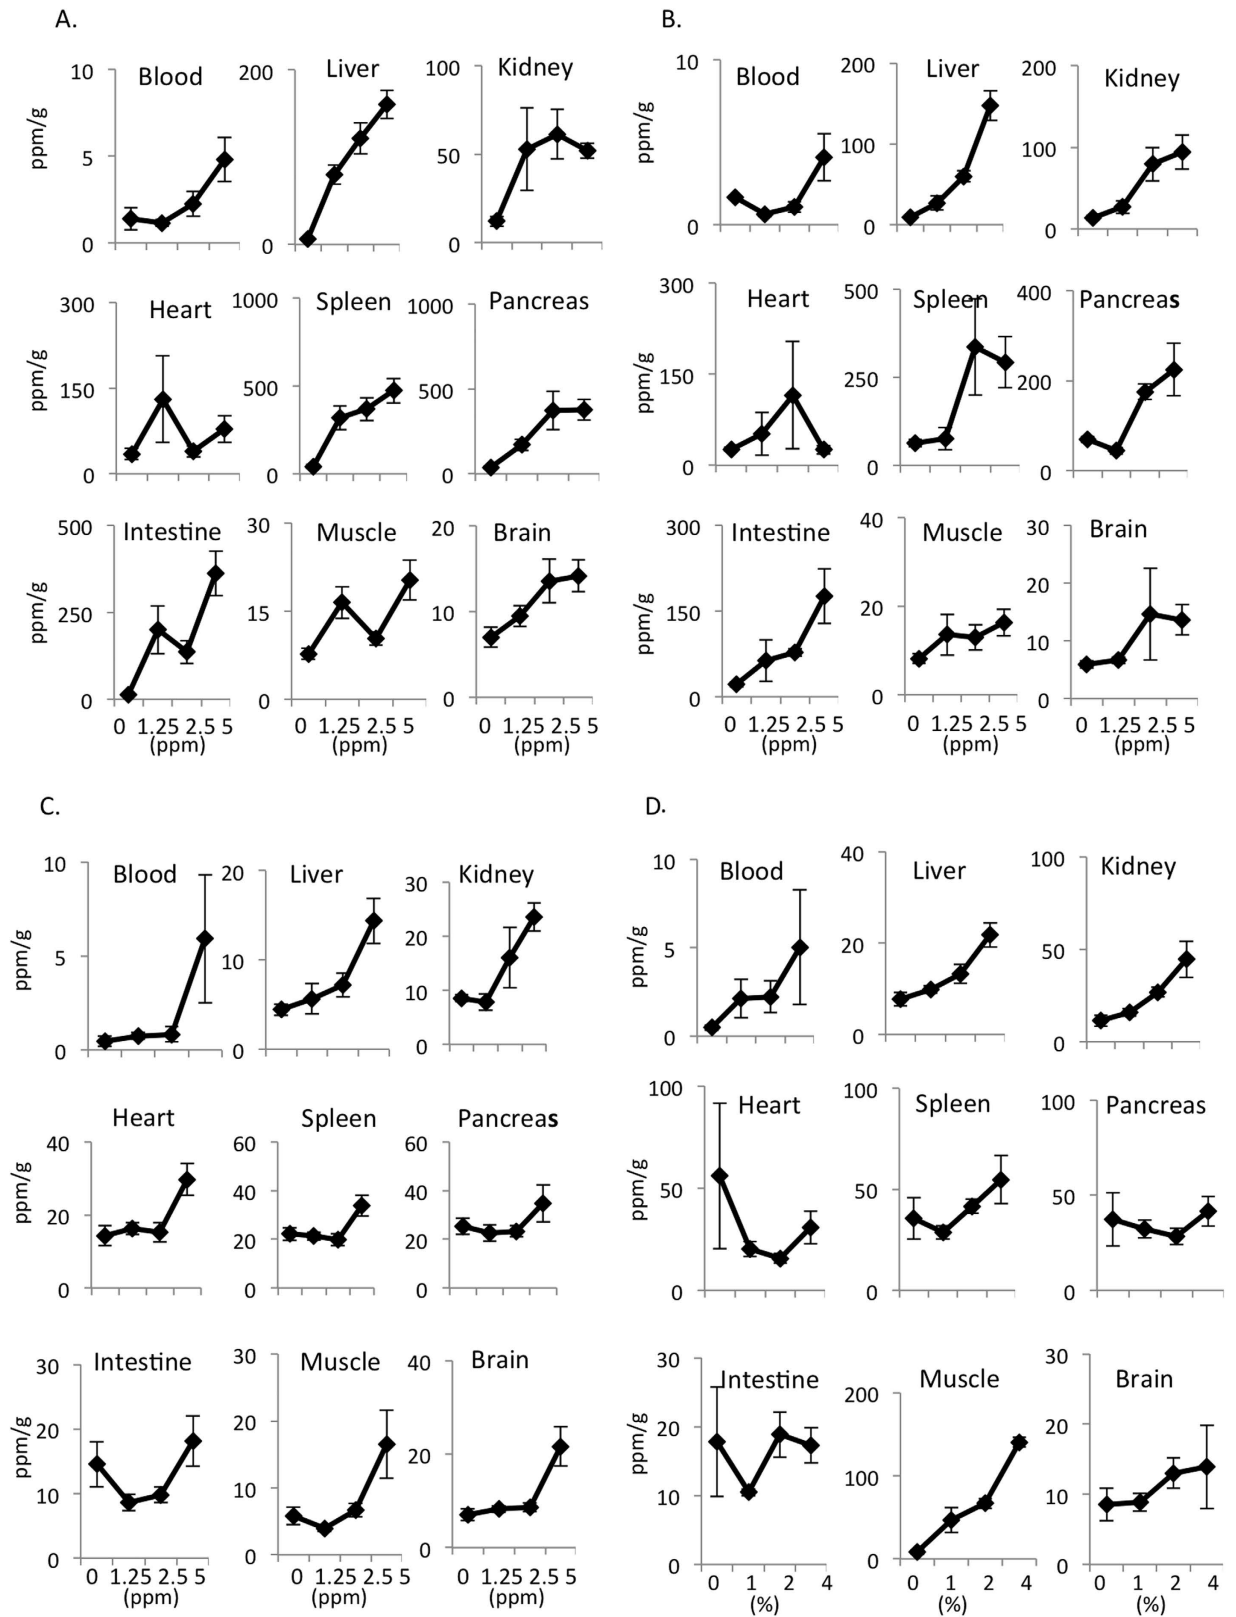 A.
Blood Liver Kidney
ppm/g
10 5 0
200 0
100 50 0
Heart Spleen Pancreas
ppm/g
300 150 0
1000 500 0
1000 500 0
Intestine Muscle Brain
ppm/g
500 250 0
30 15 0
20 10 0
0 1.25 2.5 5 0 1.25 2.5 5 0 1.25 2.5 5
(ppm) (ppm) (ppm)
B.
Blood Liver Kidney
ppm/g
10 0
200 100 0
200 100 0
Heart Spleen Pancreas
ppm/g
300 150 0
500 250 0
400 200 0
Intestine Muscle Brain
ppm/g
300 150 0
40 20 0
30 20 10 0
0 1.25 2.5 5 0 1.25 2.5 5 0 1.25 2.5 5
(ppm) (ppm) (ppm)
C.
Blood Liver Kidney
ppm/g
10 5 0
20 10 0
30 20 10 0
Heart Spleen Pancreas
ppm/g
40 20 0
60 40 20 0
60 40 20 0
Intestine Muscle Brain
ppm/g
30 20 10 0
30 20 10 0
40 20 0
0 1.25 2.5 5 0 1.25 2.5 5 0 1.25 2.5 5
(ppm) (ppm) (ppm)
D.
Blood Liver Kidney
ppm/g
10 5 0
40 20 0
100 50 0
Heart Spleen Pancreas
ppm/g
100 50 0
100 50 0
100 50 0
Intestine Muscle Brain
ppm/g
30 20 10 0
200 100 0
30 20 10 0
0 1 2 4 0 1 2 4 0 1 2 4
(%) (%) (%)